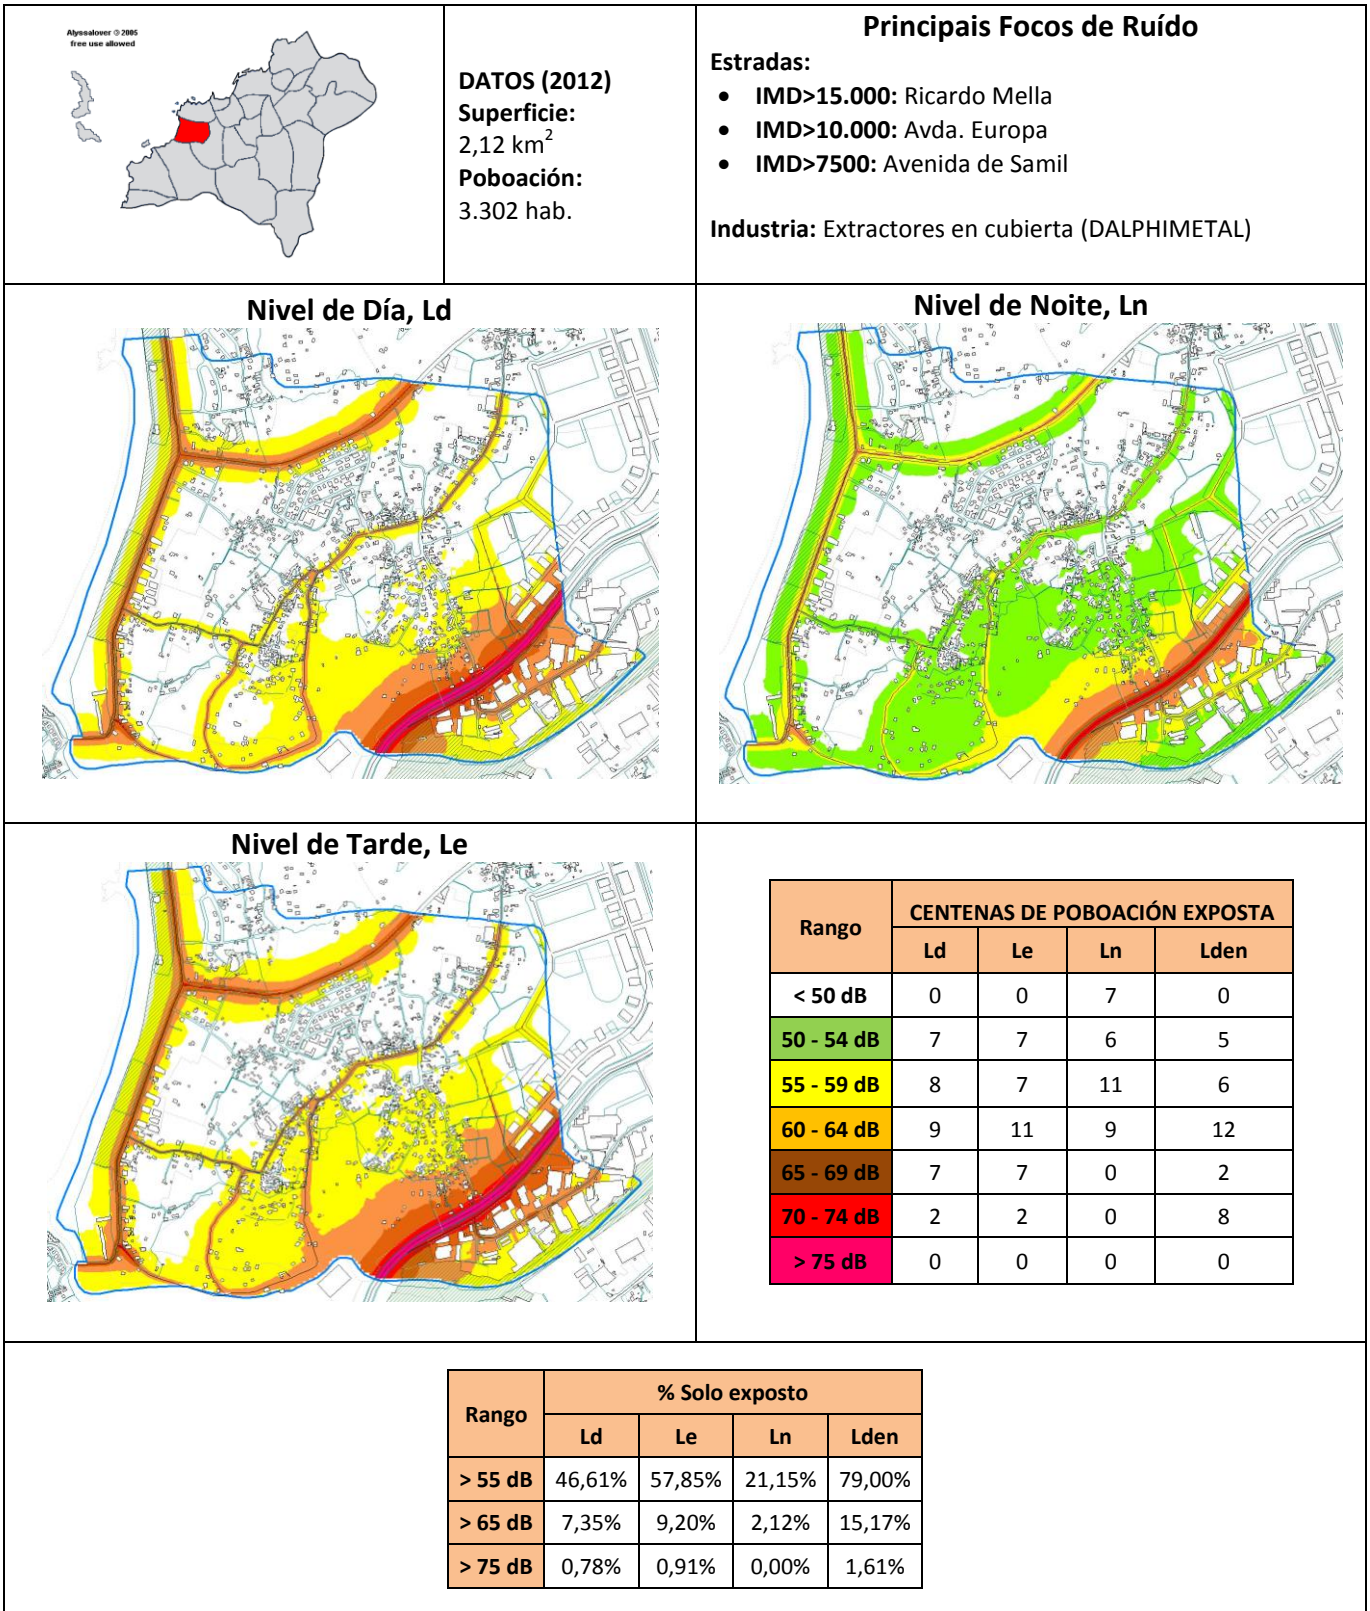 Alyssalover @ 2005
free use allowed
DATOS (2012)
Superficie:
2,12 km2
Poboación:
3.302 hab.
Principais Focos de Ruído
Estradas:
• IMD>15.000: Ricardo Mella
• IMD>10.000: Avda. Europa
• IMD>7500: Avenida de Samil
Industria: Extractores en cubierta (DALPHIMETAL)
Nivel de Día, Ld
Nivel de Noite, Ln
Nivel de Tarde, Le
Rango CENTENAS DE POBOACIÓN EXPOSTA
Ld Le Ln Lden
< 50 dB 0 0 7 0
50 - 54 dB 7 7 6 5
55 - 59 dB 8 7 11 6
60 - 64 dB 9 11 9 12
65 - 69 dB 7 7 0 2
70 - 74 dB 2 2 0 8
> 75 dB 0 0 0 0
Rango % Solo exposto
Ld Le Ln Lden
> 55 dB 46,61% 57,85% 21,15% 79,00%
> 65 dB 7,35% 9,20% 2,12% 15,17%
> 75 dB 0,78% 0,91% 0,00% 1,61%